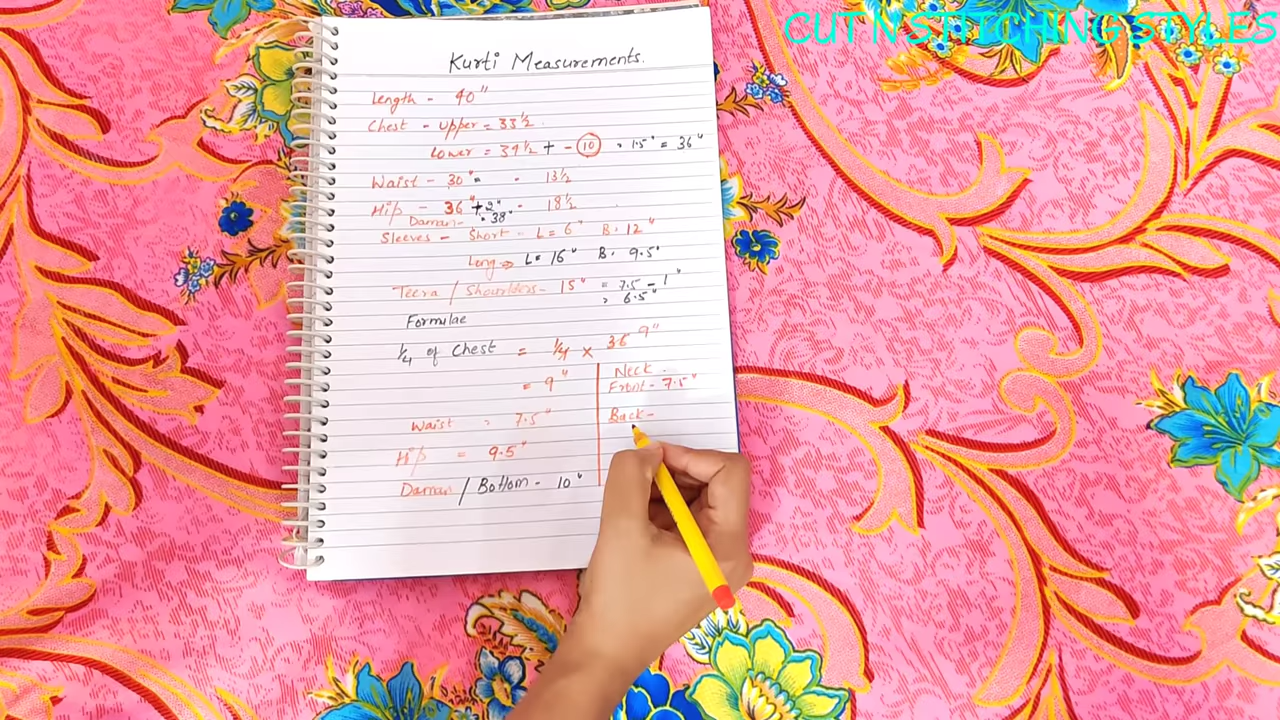 CUT N STITCHING STYLES
Kurti Measurements.
Length - 40"
Chest - Upper = 33½
Lower = 34½ + - 10 = 1.5" = 36"
Waist - 30" = - 13½
Hip - 36" + 2" - 18½
Daman - = 38"
Sleeves - Short - L = 6" B = 12"
Long => L = 16" B = 9.5"
Teera / Shourlders - 15" = 7.5 - 1"
= 6.5"
Formulae
¼ of Chest = ¼ × 36 9"
= 9"
Neck -
Front - 7.5"
Back -
Waist = 7.5"
Hip = 9.5"
Daman / Bottom - 10"